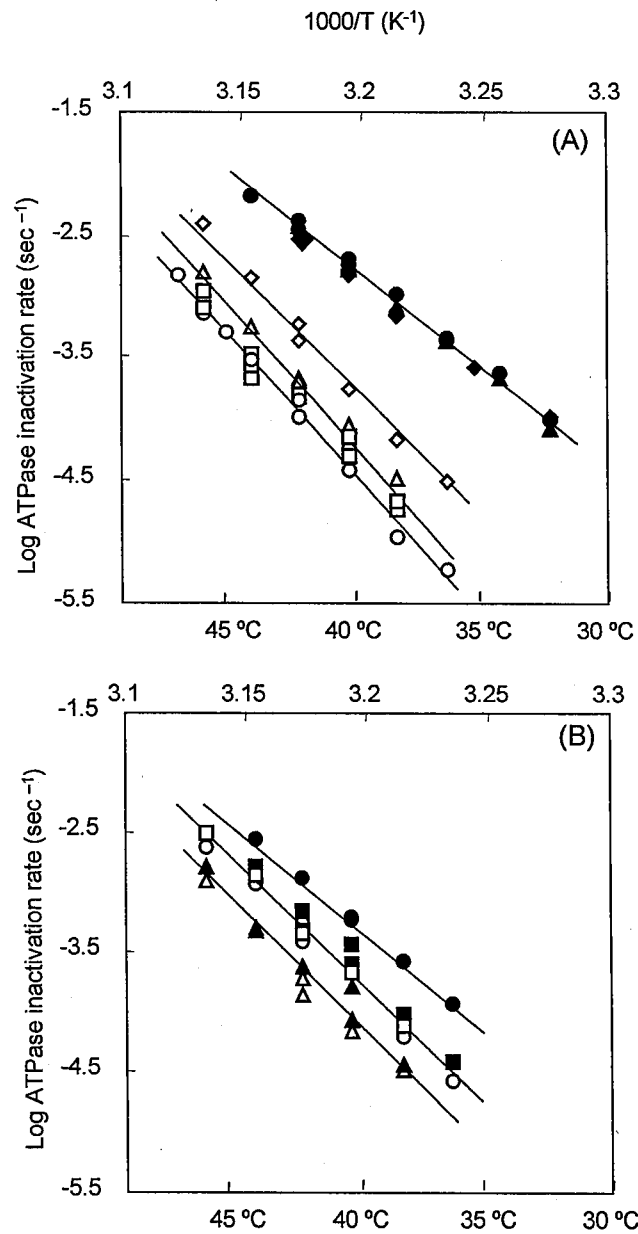 1000/T (K-1)
3.1 3.15 3.2 3.25 3.3
-1.5
(A)
-2.5
-3.5
-4.5
-5.5
Log ATPase inactivation rate (sec −1)
45 ºC 40 ºC 35 ºC 30 ºC
3.1 3.15 3.2 3.25 3.3
-1.5
(B)
-2.5
-3.5
-4.5
-5.5
Log ATPase inactivation rate (sec −1)
45 ºC 40 ºC 35 ºC 30 ºC